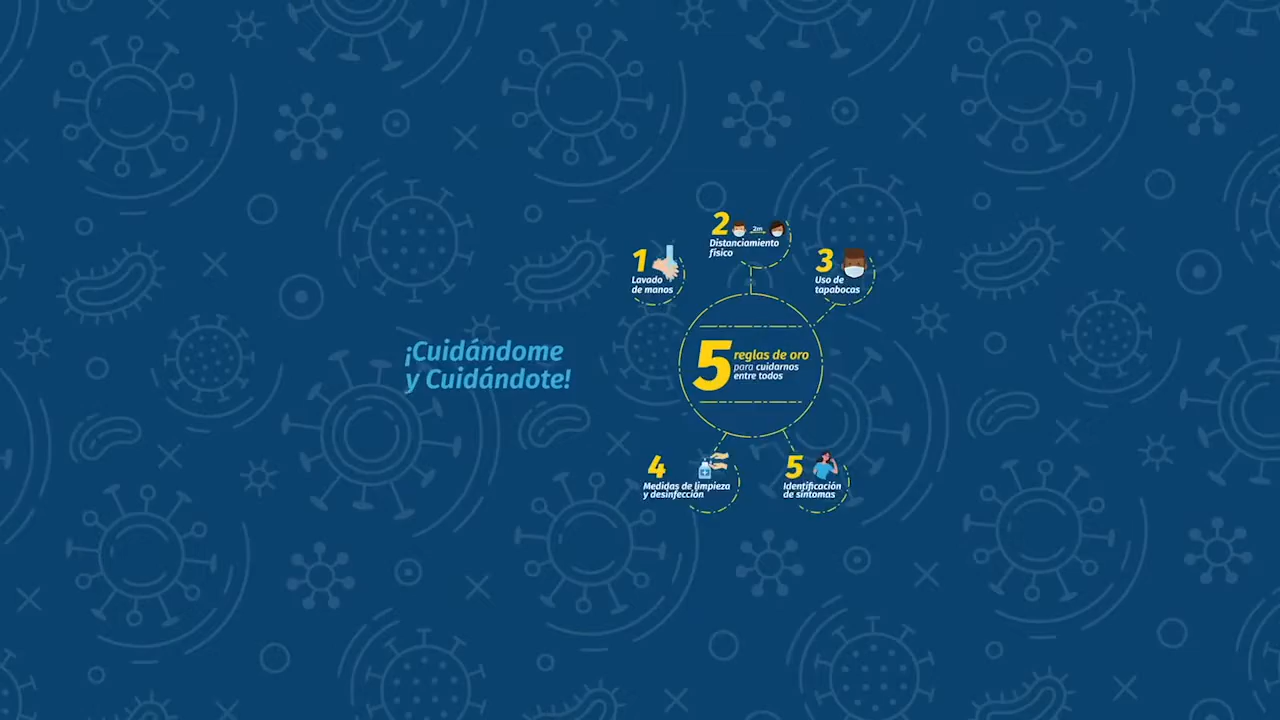 ¡Cuidándome
y Cuidándote!
5
reglas de oro
para cuidarnos
entre todos
1
Lavado
de manos
2
2m
Distanciamiento
físico
3
Uso de
tapabocas
4
Medidas de limpieza
y desinfección
5
Identificación
de síntomas